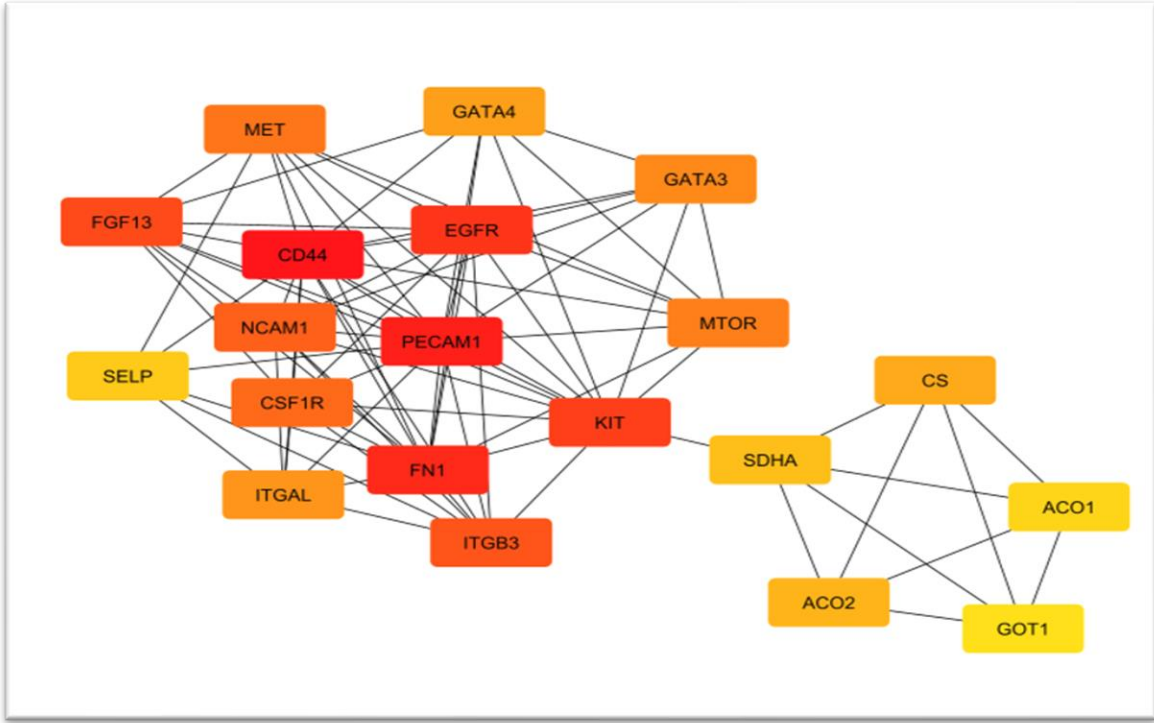 GATA4
MET
GATA3
FGF13
EGFR
CD44
NCAM1
MTOR
PECAM1
SELP
CS
CSF1R
KIT
SDHA
FN1
ITGAL
ACO1
ITGB3
ACO2
GOT1